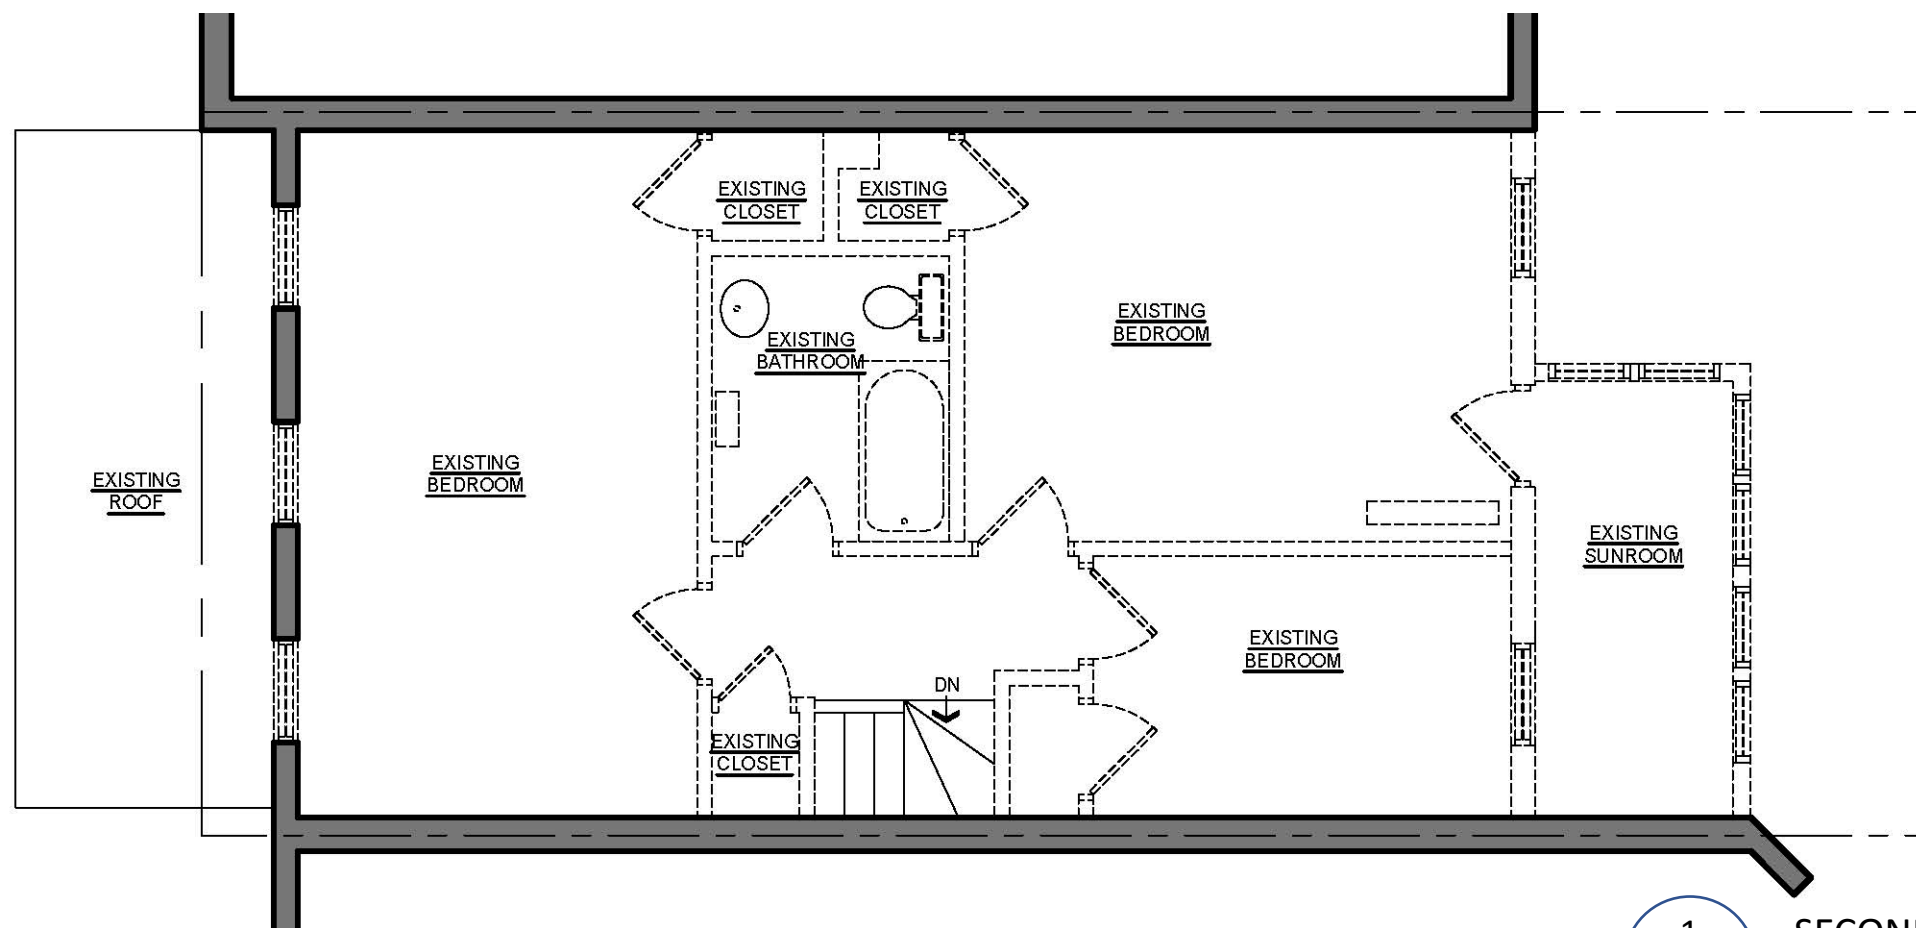 EXISTING
CLOSET
EXISTING
CLOSET
EXISTING
BEDROOM
EXISTING
BATHROOM
EXISTING
BEDROOM
EXISTING
ROOF
EXISTING
SUNROOM
EXISTING
BEDROOM
DN
EXISTING
CLOSET
1